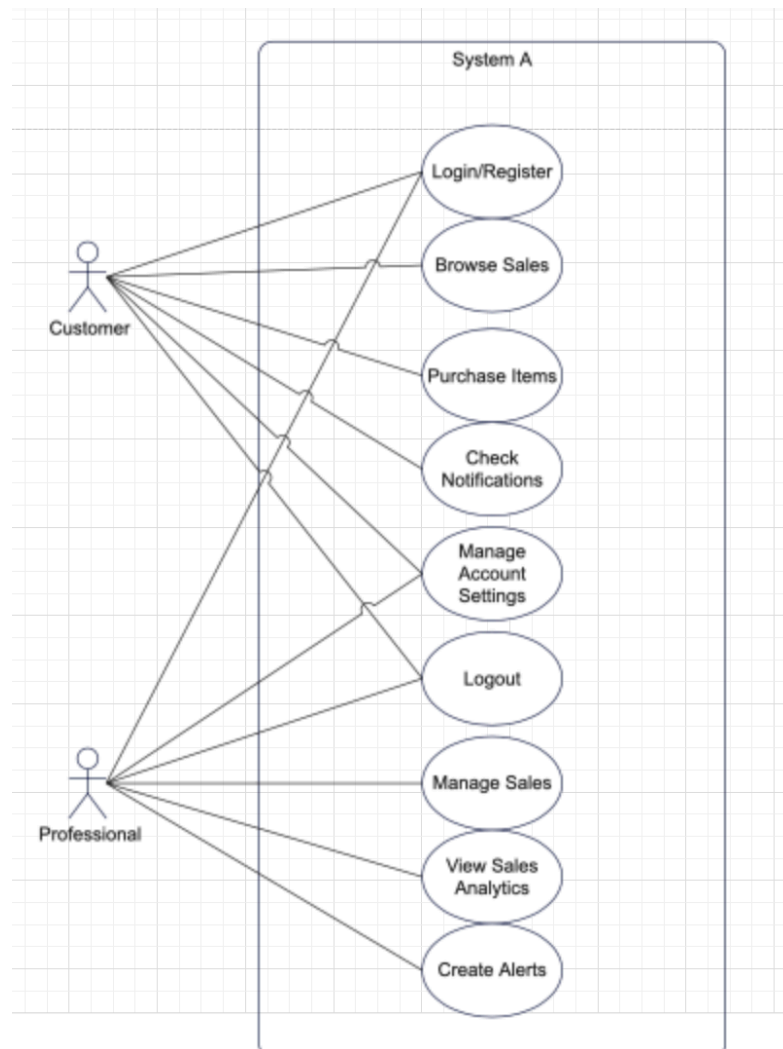 System A
Login/Register
Browse Sales
Customer
Purchase Items
Check
Notifications
Manage
Account
Settings
Logout
Manage Sales
Professional
View Sales
Analytics
Create Alerts